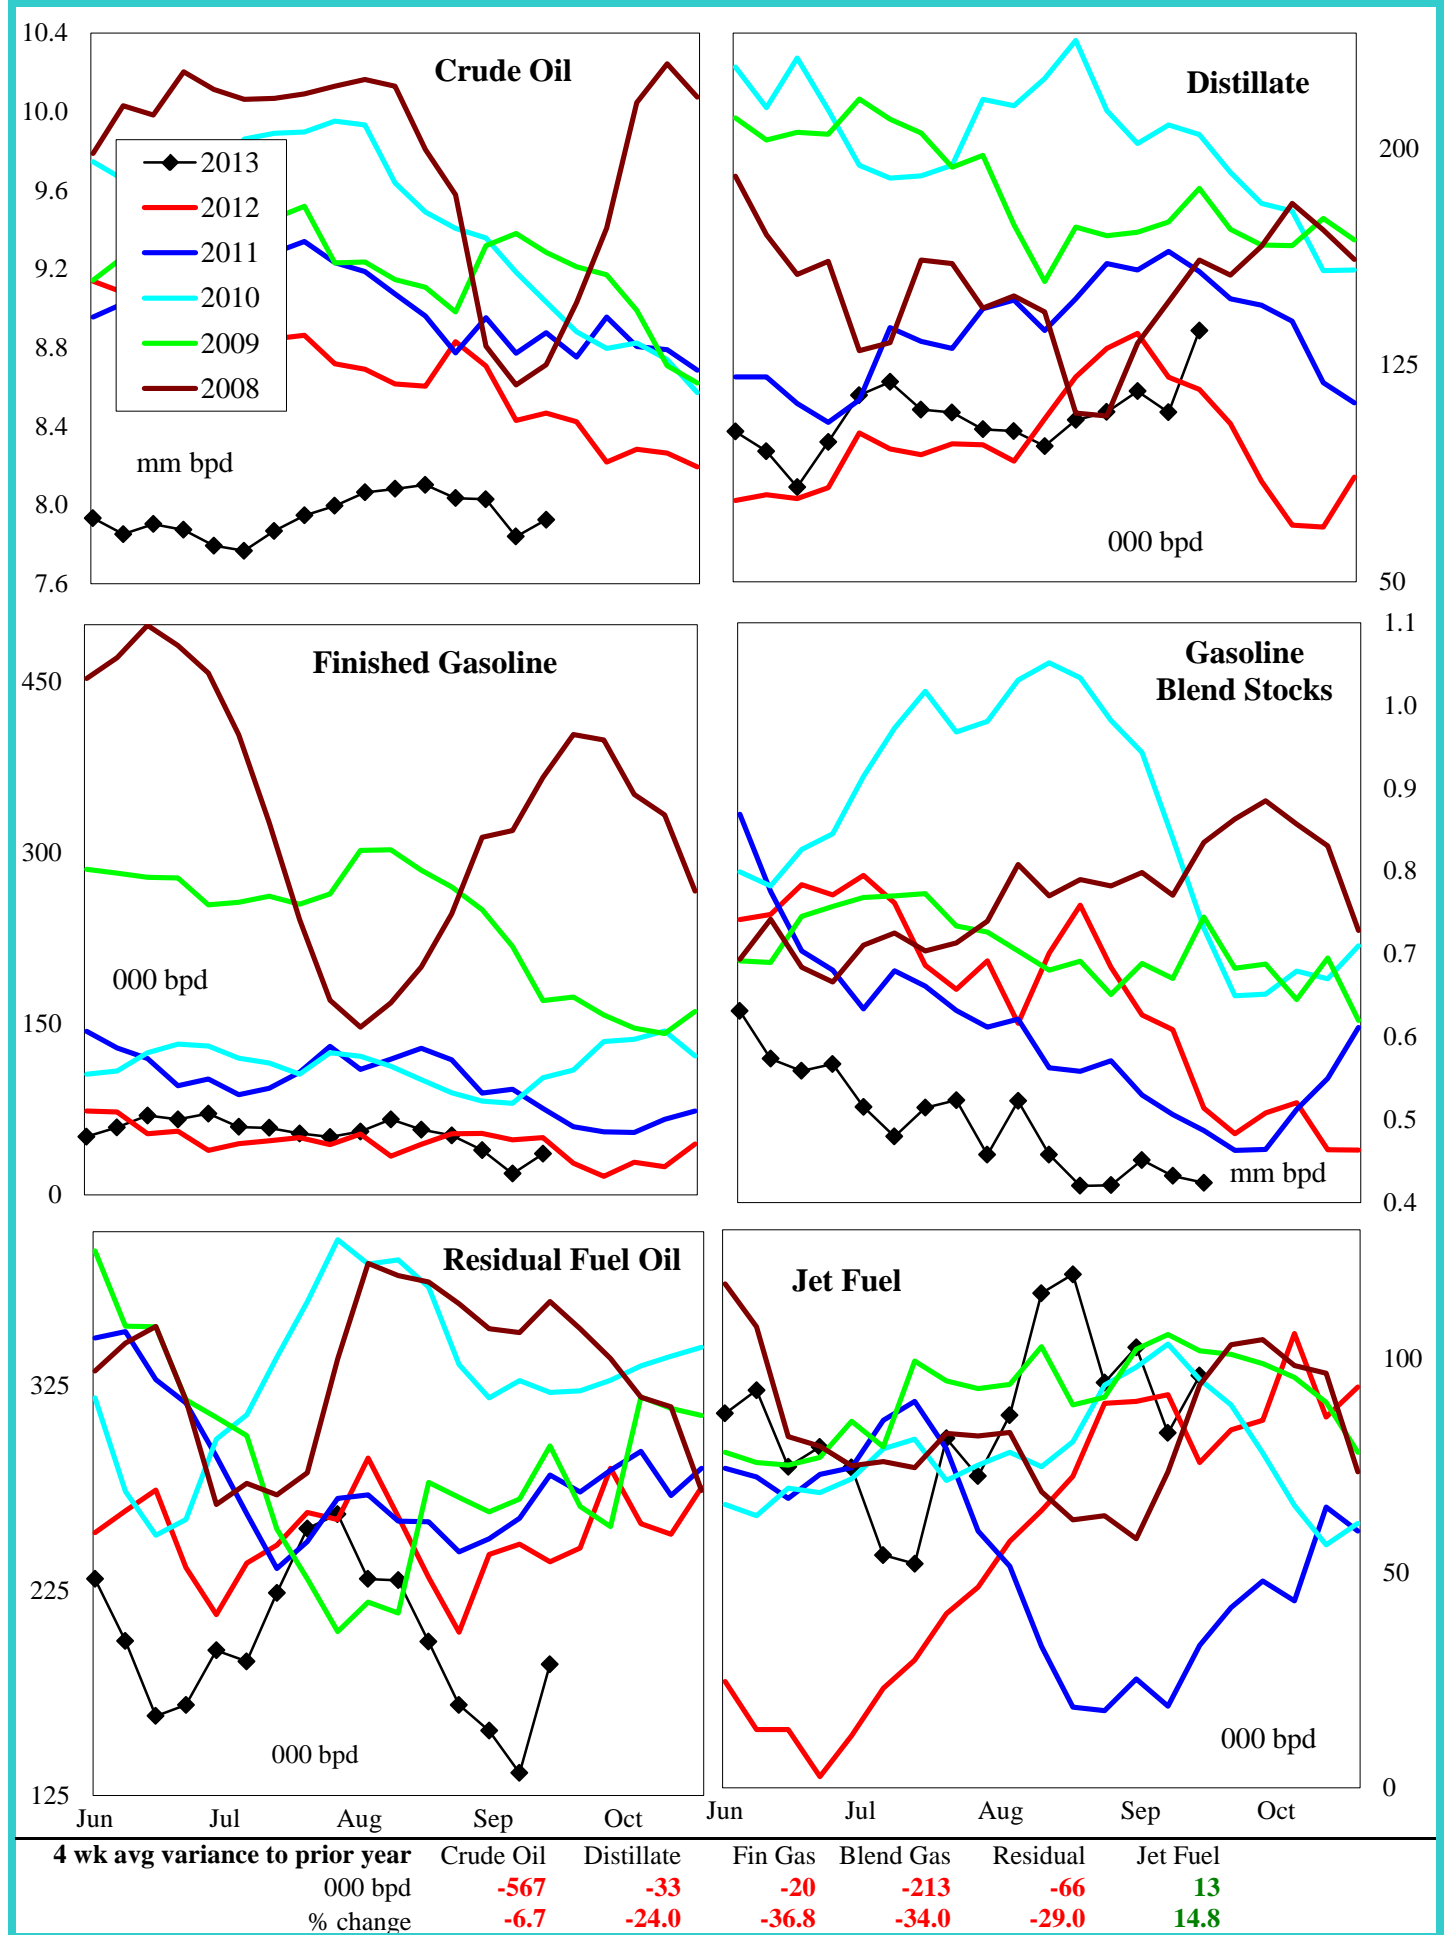 10.4
10.0
9.6
9.2
8.8
8.4
8.0
7.6
Crude Oil
2013
2012
2011
2010
2009
2008
mm bpd
Distillate
200
125
50
000 bpd
Finished Gasoline
450
300
150
0
000 bpd
Gasoline
Blend Stocks
1.1
1.0
0.9
0.8
0.7
0.6
0.5
0.4
mm bpd
Residual Fuel Oil
325
225
125
000 bpd
Jun Jul Aug Sep Oct
Jet Fuel
100
50
0
000 bpd
Jun Jul Aug Sep Oct
4 wk avg variance to prior year Crude Oil Distillate Fin Gas Blend Gas Residual Jet Fuel
000 bpd -567 -33 -20 -213 -66 13
% change -6.7 -24.0 -36.8 -34.0 -29.0 14.8